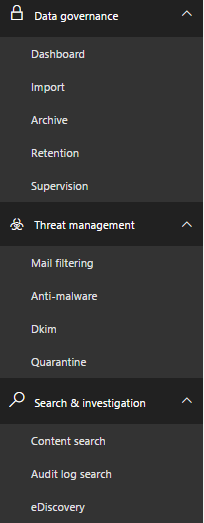 Data governance
Dashboard
Import
Archive
Retention
Supervision
Threat management
Mail filtering
Anti-malware
Dkim
Quarantine
Search & investigation
Content search
Audit log search
eDiscovery